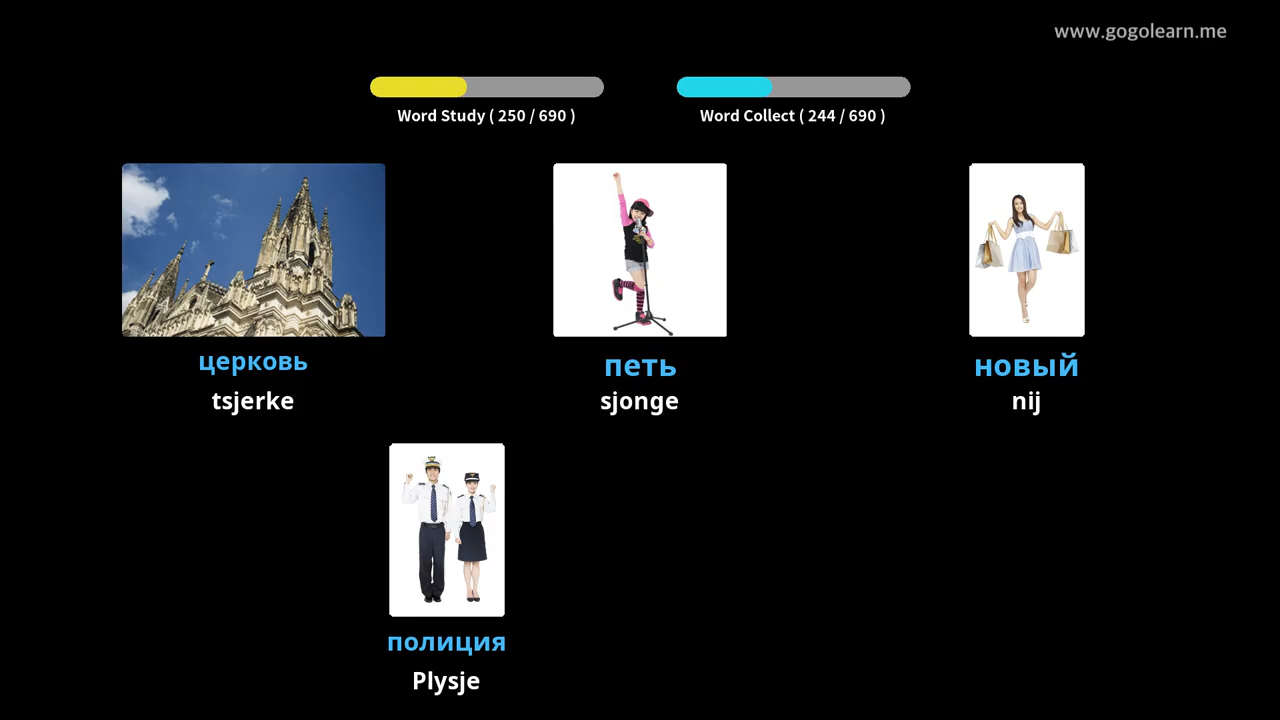 www.gogolearn.me
Word Study ( 250 / 690 )
Word Collect ( 244 / 690 )
церковь
tsjerke
петь
sjonge
новый
nij
полиция
Plysje